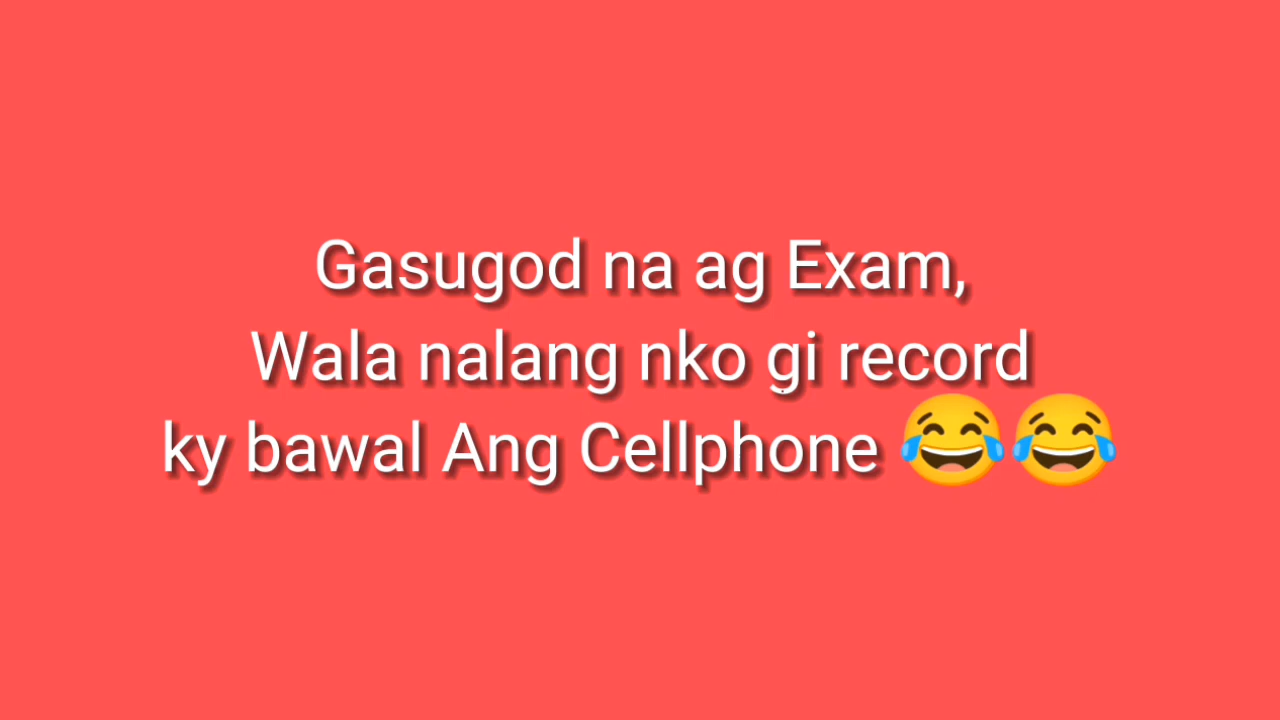 Gasugod na ag Exam,
Wala nalang nko gi record
ky bawal Ang Cellphone 😂😂